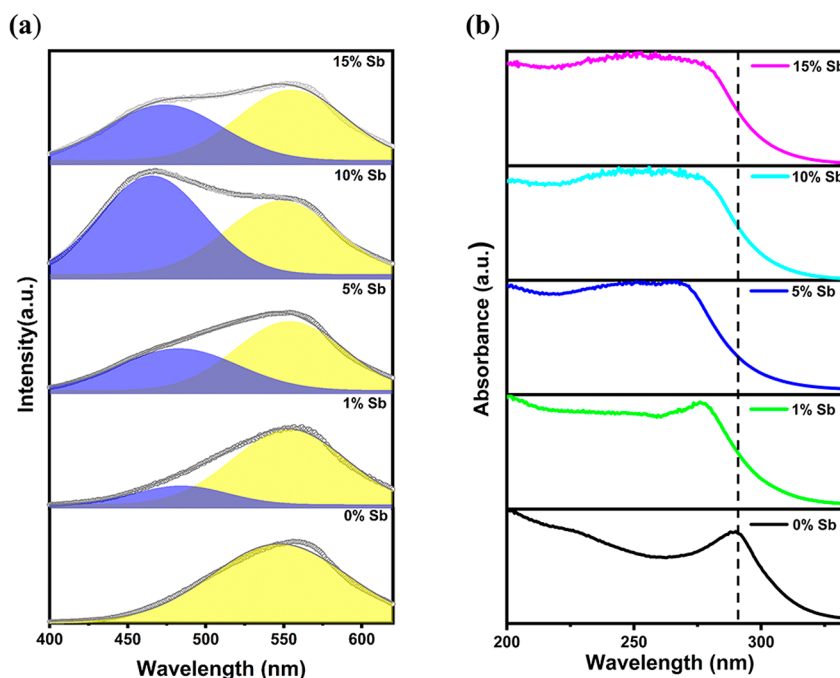 (a)
Intensity(a.u.)
15% Sb
10% Sb
5% Sb
1% Sb
0% Sb
400 450 500 550 600
Wavelength (nm)
(b)
Absorbance (a.u.)
15% Sb
10% Sb
5% Sb
1% Sb
0% Sb
200 250 300
Wavelength (nm)